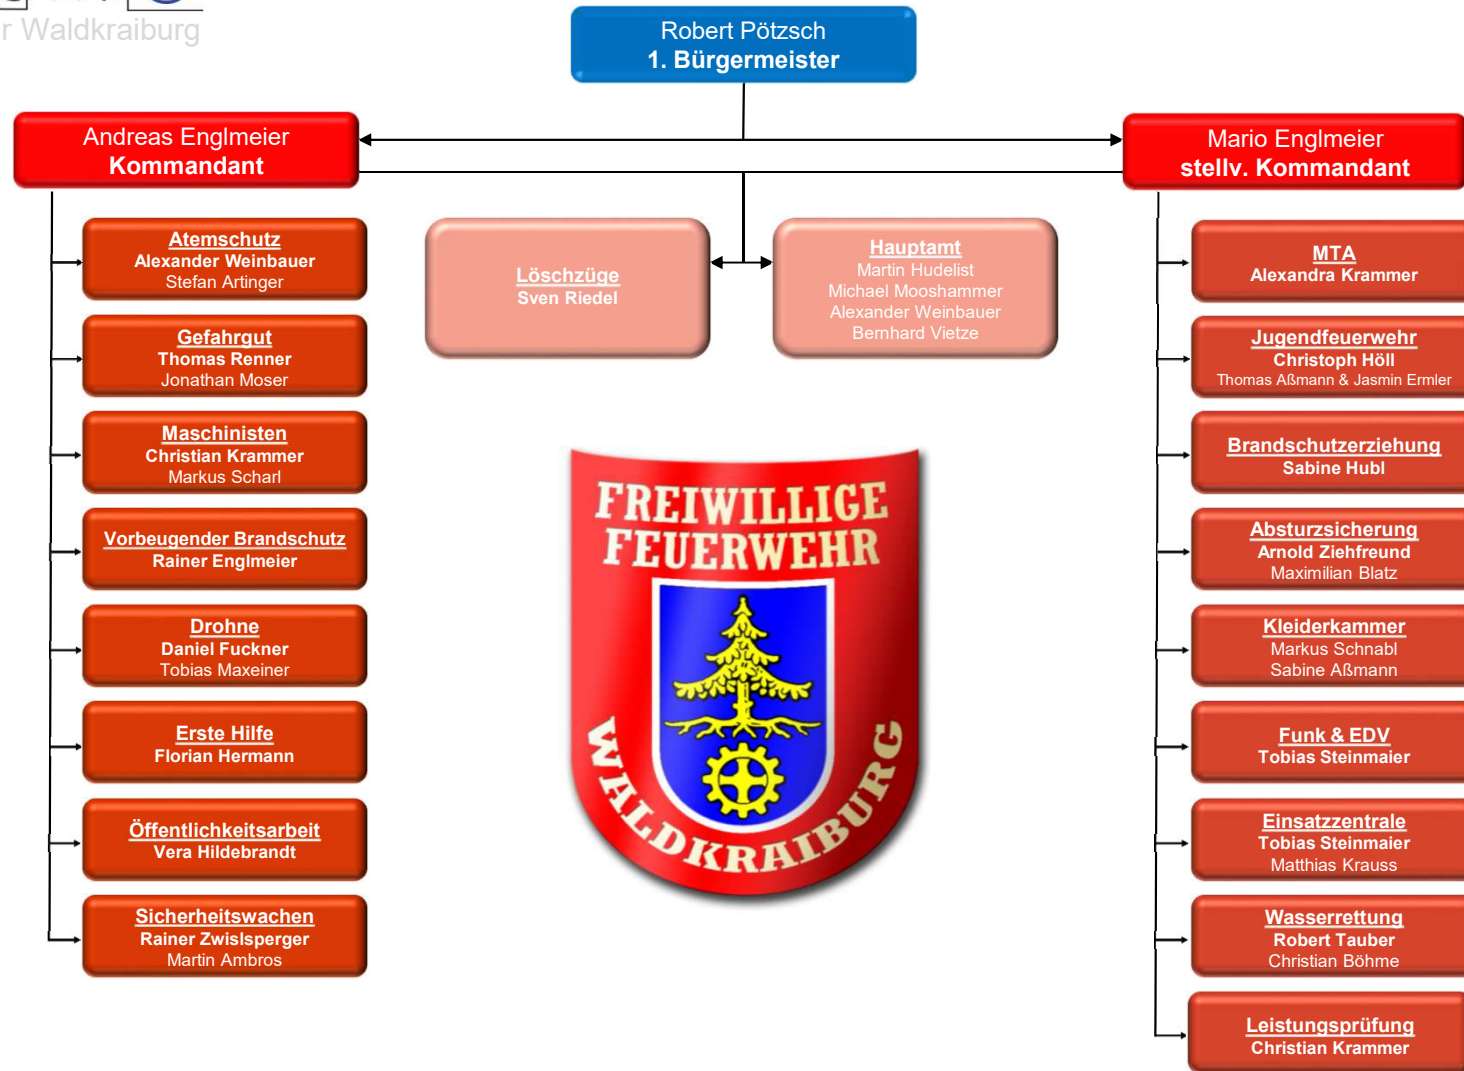 r Waldkraiburg
Robert Pötzsch
1. Bürgermeister
Andreas Englmeier
Kommandant
Mario Englmeier
stellv. Kommandant
Atemschutz
Alexander Weinbauer
Stefan Artinger
Gefahrgut
Thomas Renner
Jonathan Moser
Maschinisten
Christian Krammer
Markus Scharl
Vorbeugender Brandschutz
Rainer Englmeier
Drohne
Daniel Fuckner
Tobias Maxeiner
Erste Hilfe
Florian Hermann
Öffentlichkeitsarbeit
Vera Hildebrandt
Sicherheitswachen
Rainer Zwislsperger
Martin Ambros
Löschzüge
Sven Riedel
Hauptamt
Martin Hudelist
Michael Mooshammer
Alexander Weinbauer
Bernhard Vietze
FREIWILLIGE
FEUERWEHR
WALDKRAIBURG
MTA
Alexandra Krammer
Jugendfeuerwehr
Christoph Höll
Thomas Aßmann & Jasmin Ermler
Brandschutzerziehung
Sabine Hubl
Absturzsicherung
Arnold Ziehfreund
Maximilian Blatz
Kleiderkammer
Markus Schnabl
Sabine Aßmann
Funk & EDV
Tobias Steinmaier
Einsatzzentrale
Tobias Steinmaier
Matthias Krauss
Wasserrettung
Robert Tauber
Christian Böhme
Leistungsprüfung
Christian Krammer